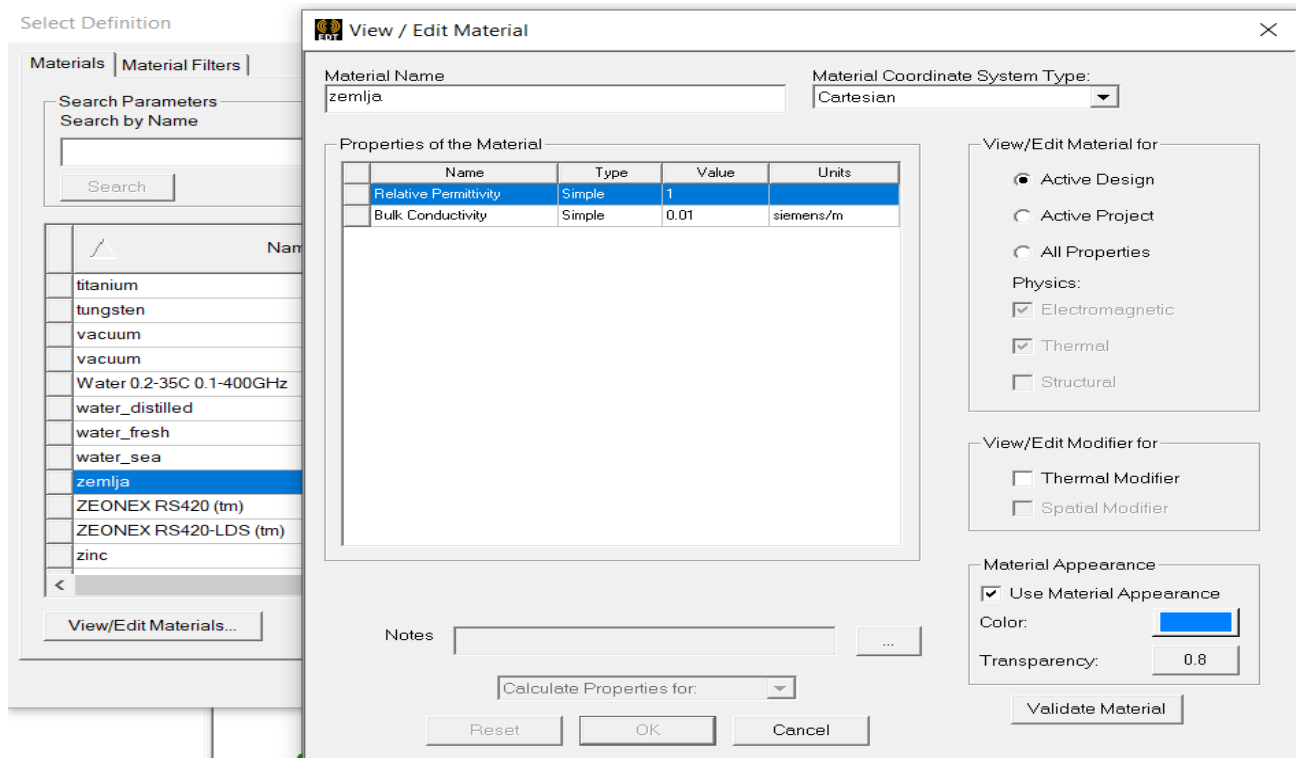 Select Definition
Materials
Material Filters
Search Parameters
Search by Name
Search
Nam
titanium
tungsten
vacuum
vacuum
Water 0.2-35C 0.1-400GHz
water_distilled
water_fresh
water_sea
zemlja
ZEONEX RS420 (tm)
ZEONEX RS420-LDS (tm)
zinc
<
View/Edit Materials...
EDT
View / Edit Material
Material Name
zemlja
Material Coordinate System Type:
Cartesian
Properties of the Material
Name Type Value Units
Relative Permittivity Simple 1
Bulk Conductivity Simple 0.01 siemens/m
View/Edit Material for
Active Design
Active Project
All Properties
Physics:
Electromagnetic
Thermal
Structural
View/Edit Modifier for
Thermal Modifier
Spatial Modifier
Material Appearance
Use Material Appearance
Color:
Transparency: 0.8
Notes
...
Calculate Properties for:
Validate Material
Reset
OK
Cancel